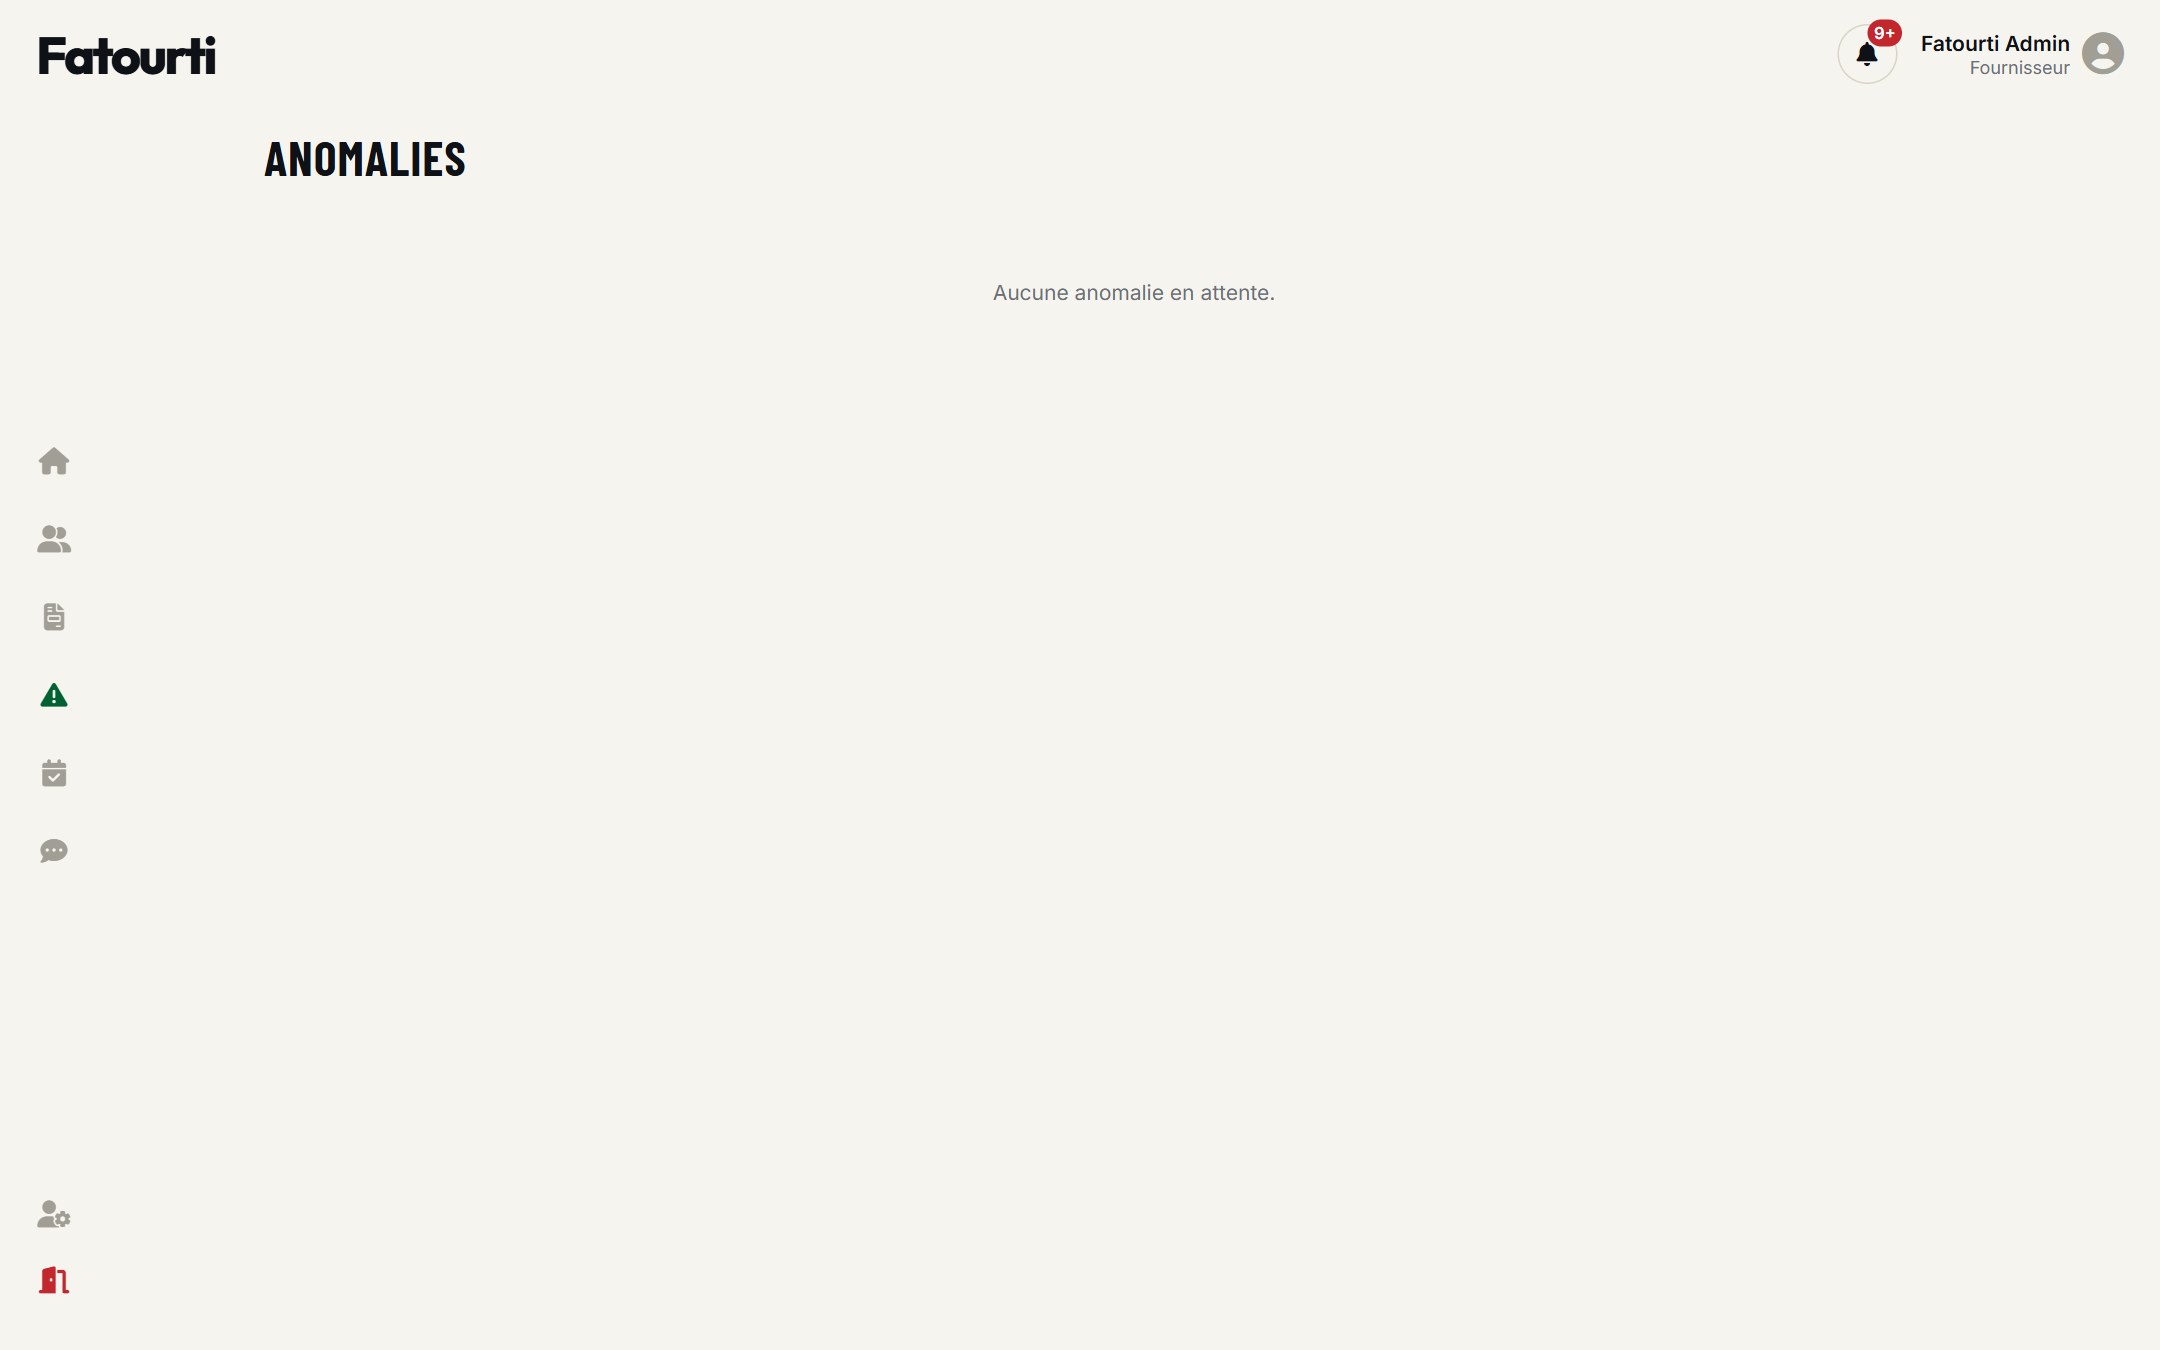 Fatourti
9+
Fatourti Admin
Fournisseur
ANOMALIES
Aucune anomalie en attente.